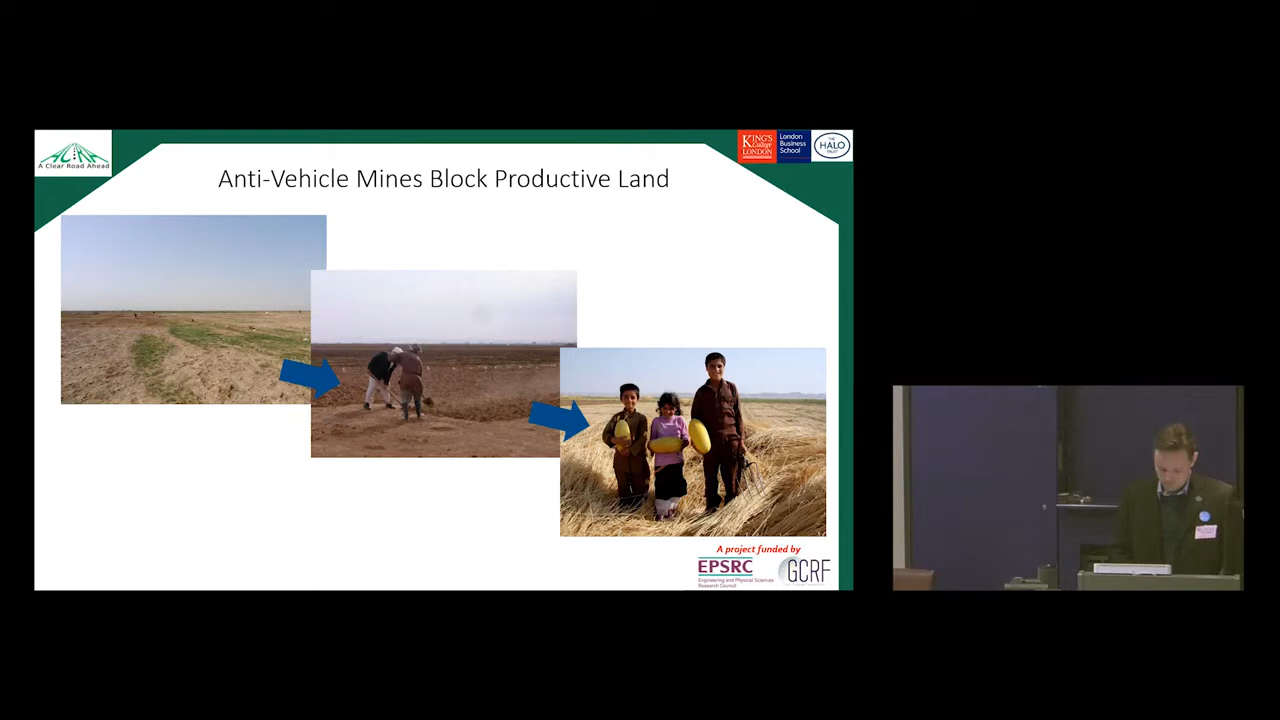 A Clear Road Ahead
KING'S
College
LONDON
London
Business
School
THE
HALO
TRUST
Anti-Vehicle Mines Block Productive Land
A project funded by
EPSRC
Engineering and Physical Sciences
Research Council
GCRF